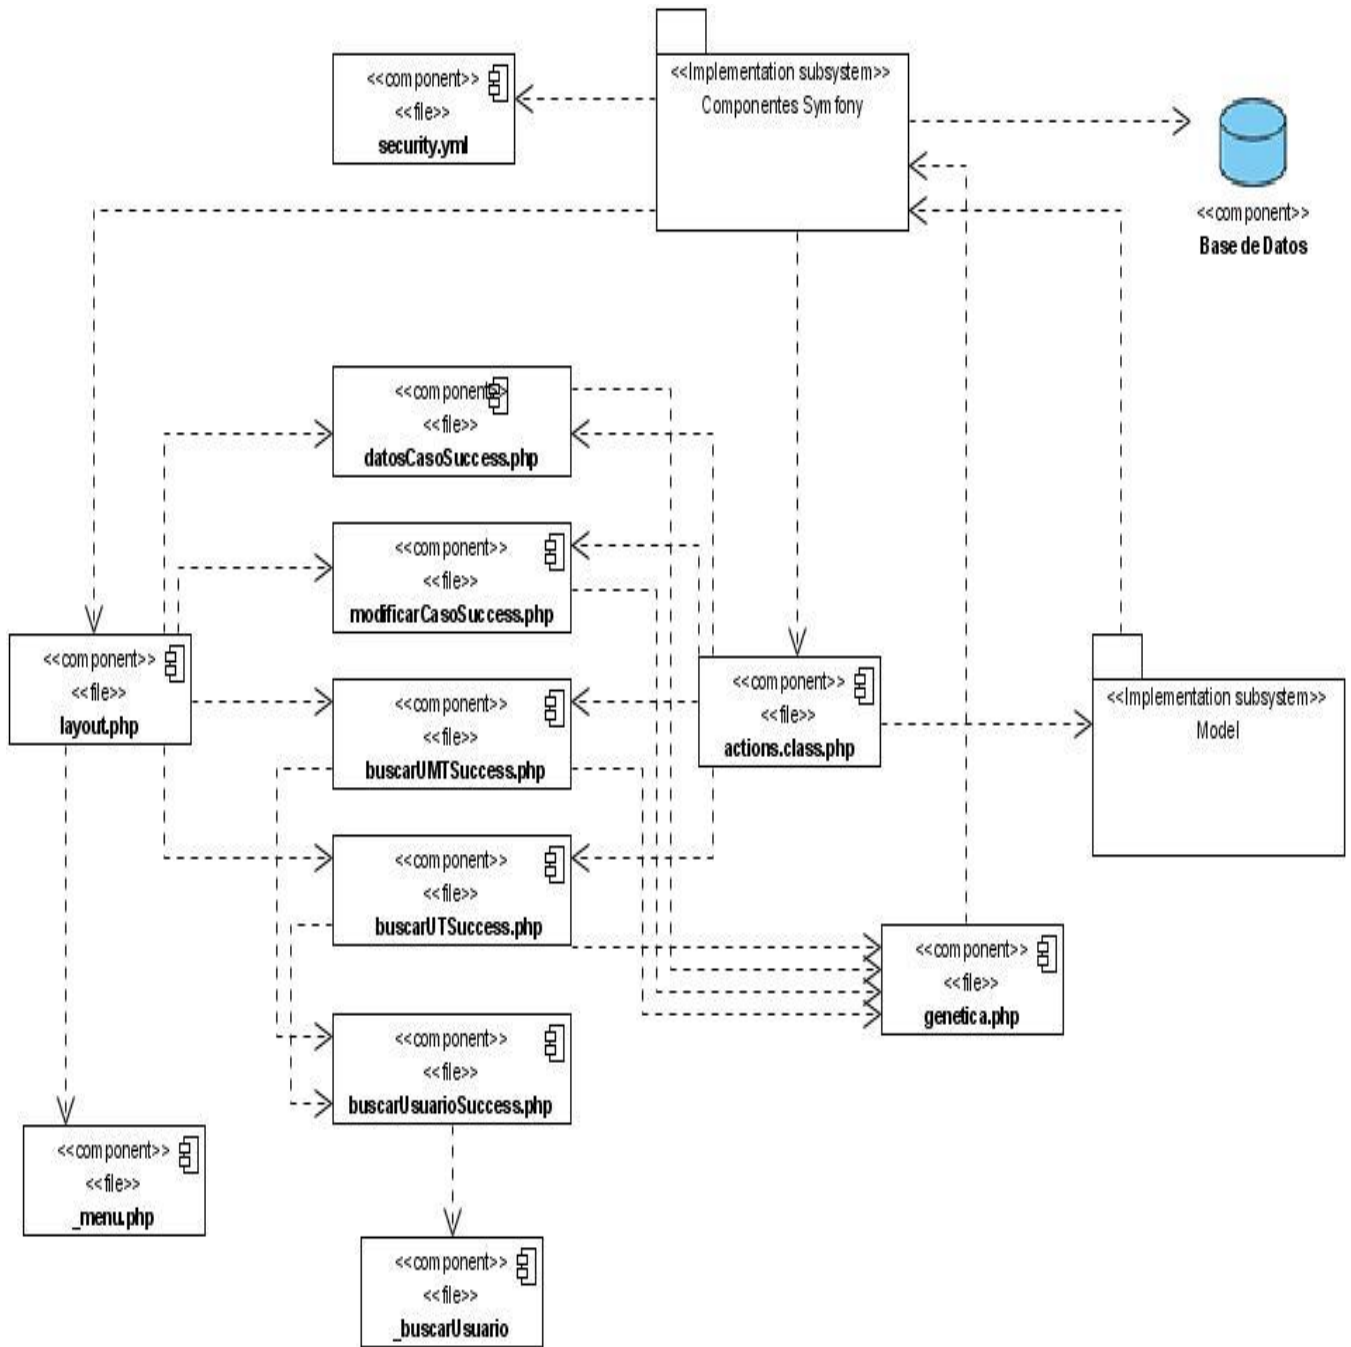 <<Implementation subsystem>>
Componentes Symfony
<<component>>
<<file>>
security.yml
<<component>>
Base de Datos
<<component>>
<<file>>
datosCasoSuccess.php
<<component>>
<<file>>
modificarCasoSuccess.php
<<component>>
<<file>>
layout.php
<<component>>
<<file>>
buscarUMTSuccess.php
<<component>>
<<file>>
actions.class.php
<<Implementation subsystem>>
Model
<<component>>
<<file>>
buscarUTSuccess.php
<<component>>
<<file>>
genetica.php
<<component>>
<<file>>
buscarUsuarioSuccess.php
<<component>>
<<file>>
_menu.php
<<component>>
<<file>>
_buscarUsuario